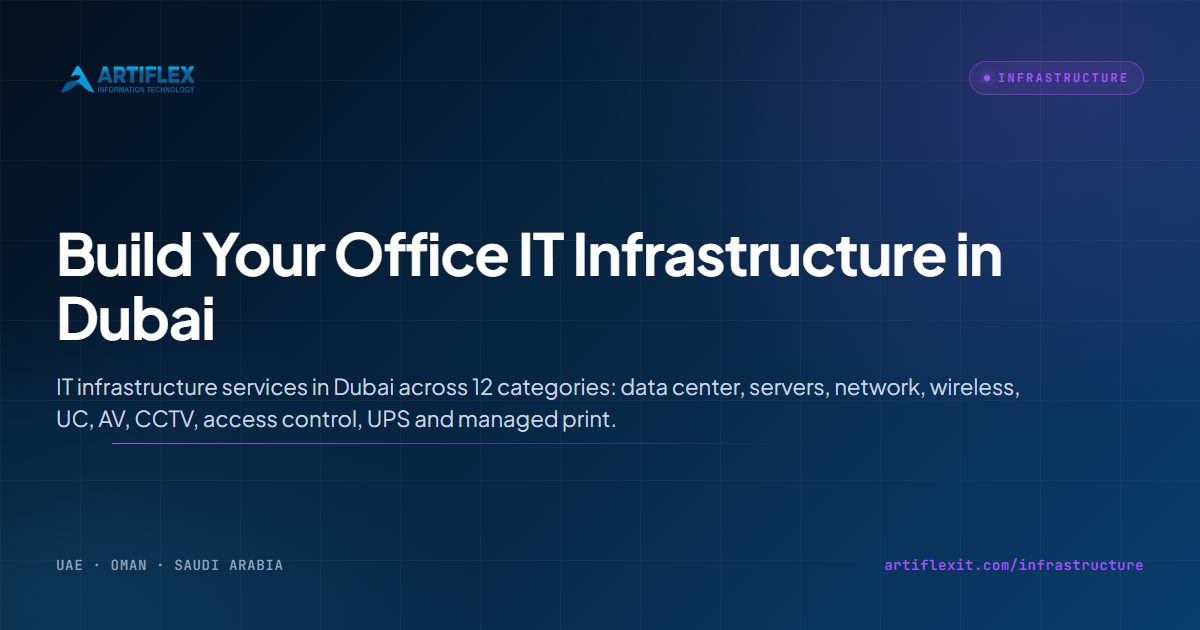 ARTIFLEX
INFORMATION TECHNOLOGY
INFRASTRUCTURE
Build Your Office IT Infrastructure in
Dubai
IT infrastructure services in Dubai across 12 categories: data center, servers, network, wireless,
UC, AV, CCTV, access control, UPS and managed print.
UAE · OMAN · SAUDI ARABIA
artiflexit.com/infrastructure